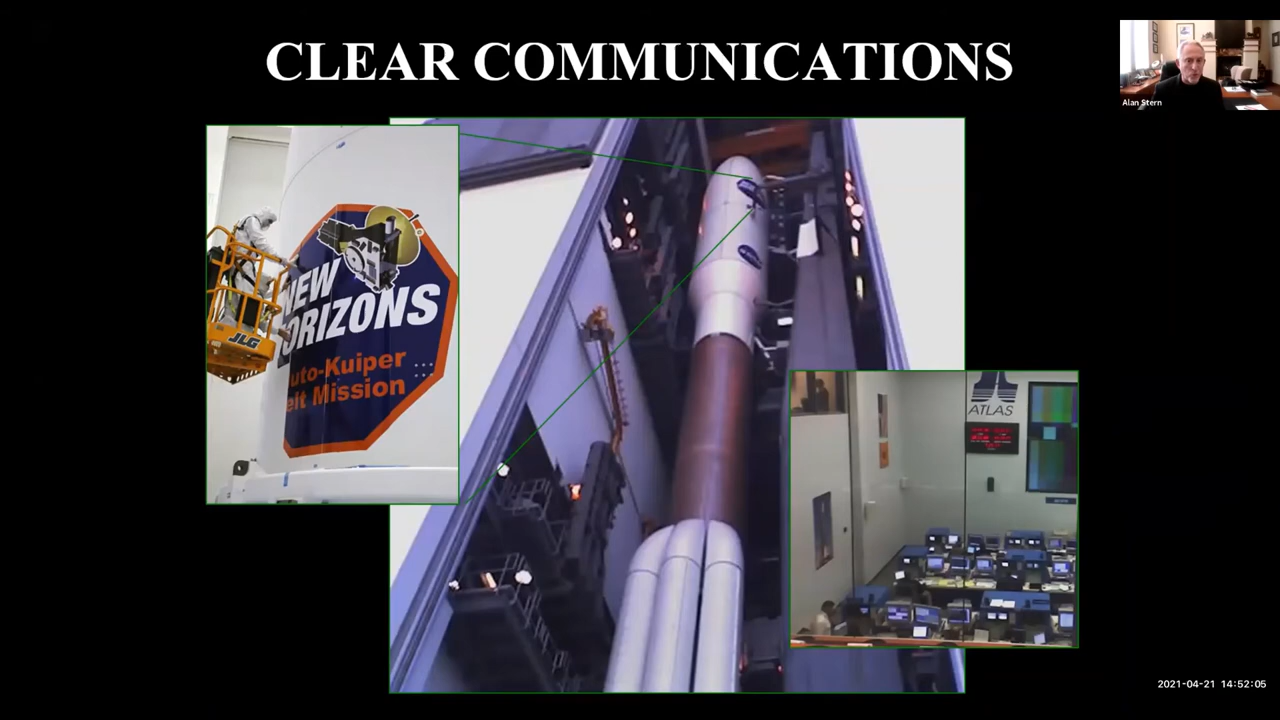 CLEAR COMMUNICATIONS
Alan Stern
NEW
ORIZONS
uto-Kuiper
elt Mission
JLG
ATLAS
2021-04-21 14:52:05